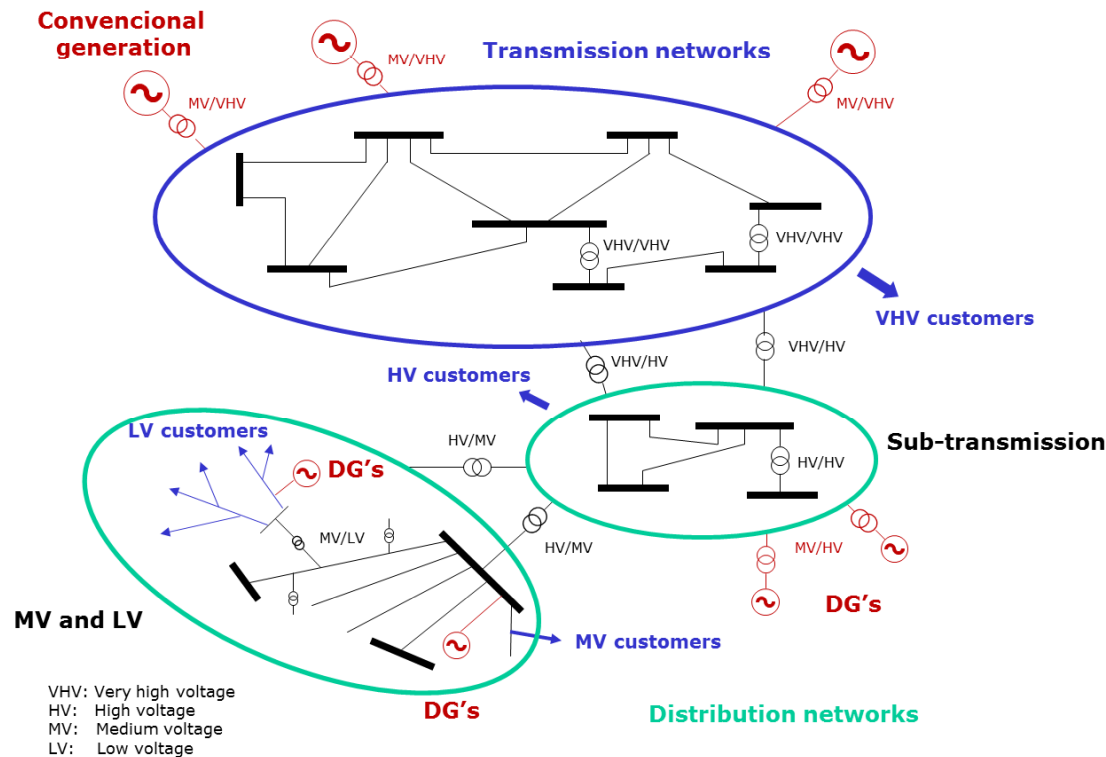 Convencional
generation
Transmission networks
MV/VHV
MV/VHV
MV/VHV
VHV/VHV
VHV/VHV
VHV customers
VHV/HV
VHV/HV
HV customers
LV customers
HV/MV
Sub-transmission
DG's
HV/HV
MV/LV
HV/MV
MV/HV
DG's
MV and LV
MV customers
DG's
Distribution networks
VHV: Very high voltage
HV: High voltage
MV: Medium voltage
LV: Low voltage